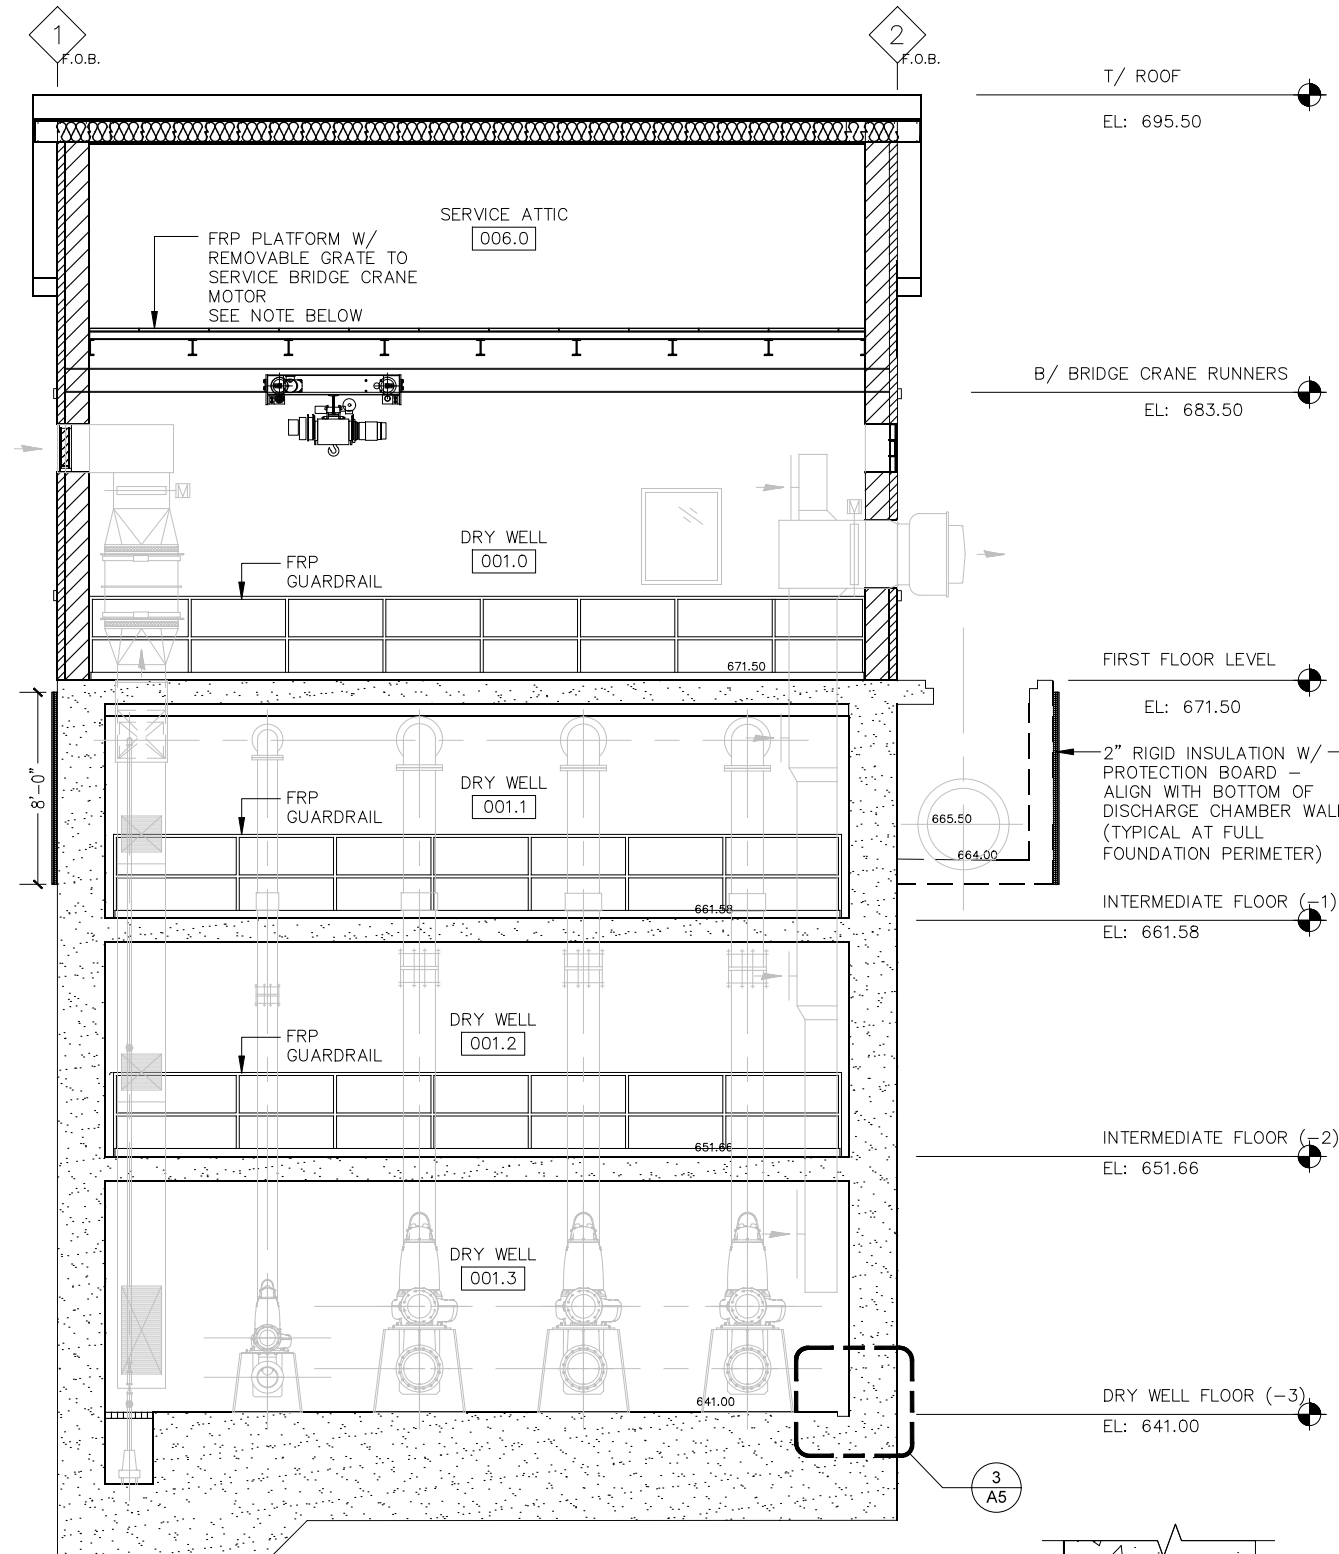 1
F.O.B.
2
F.O.B.
T/ ROOF
EL: 695.50
SERVICE ATTIC
006.0
FRP PLATFORM W/
REMOVABLE GRATE TO
SERVICE BRIDGE CRANE
MOTOR
SEE NOTE BELOW
B/ BRIDGE CRANE RUNNERS
EL: 683.50
M
M
DRY WELL
001.0
FRP
GUARDRAIL
671.50
FIRST FLOOR LEVEL
EL: 671.50
8'-0"
DRY WELL
001.1
FRP
GUARDRAIL
2" RIGID INSULATION W/
PROTECTION BOARD –
ALIGN WITH BOTTOM OF
DISCHARGE CHAMBER WALL
(TYPICAL AT FULL
FOUNDATION PERIMETER)
665.50
664.00
661.58
INTERMEDIATE FLOOR (-1)
EL: 661.58
DRY WELL
001.2
FRP
GUARDRAIL
651.66
INTERMEDIATE FLOOR (-2)
EL: 651.66
DRY WELL
001.3
641.00
DRY WELL FLOOR (-3)
EL: 641.00
3
A5